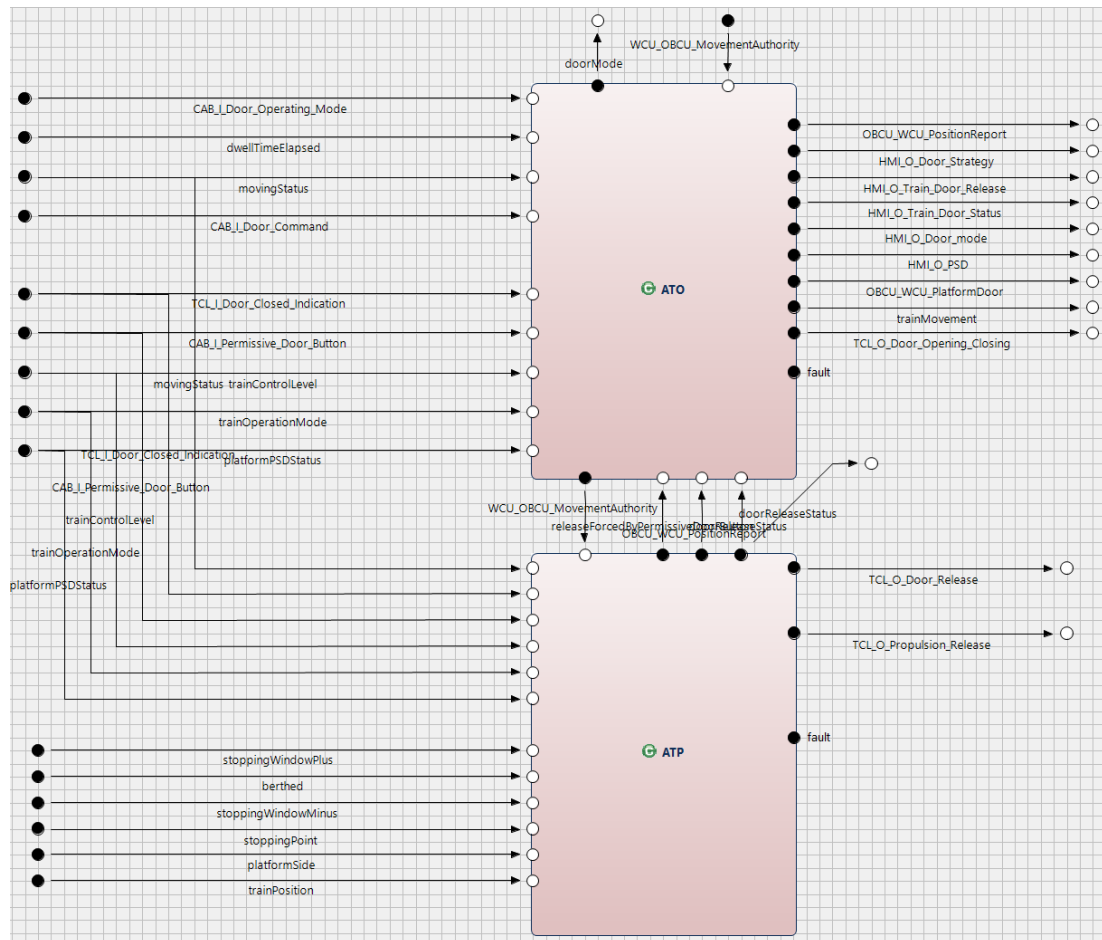 WCU_OBCU_MovementAuthority
doorMode
CAB_I_Door_Operating_Mode
dwellTimeElapsed
movingStatus
CAB_I_Door_Command
TCL_I_Door_Closed_Indication
CAB_I_Permissive_Door_Button
movingStatus trainControlLevel
trainOperationMode
platformPSDStatus
TCL_I_Door_Closed_Indication
CAB_I_Permissive_Door_Button
trainControlLevel
trainOperationMode
platformPSDStatus
ATO
OBCU_WCU_PositionReport
HMI_O_Door_Strategy
HMI_O_Train_Door_Release
HMI_O_Train_Door_Status
HMI_O_Door_mode
HMI_O_PSD
OBCU_WCU_PlatformDoor
trainMovement
TCL_O_Door_Opening_Closing
fault
WCU_OBCU_MovementAuthority
doorReleaseStatus
OBCU_WCU_PositionReport
TCL_O_Door_Release
TCL_O_Propulsion_Release
fault
ATP
stoppingWindowPlus
berthed
stoppingWindowMinus
stoppingPoint
platformSide
trainPosition